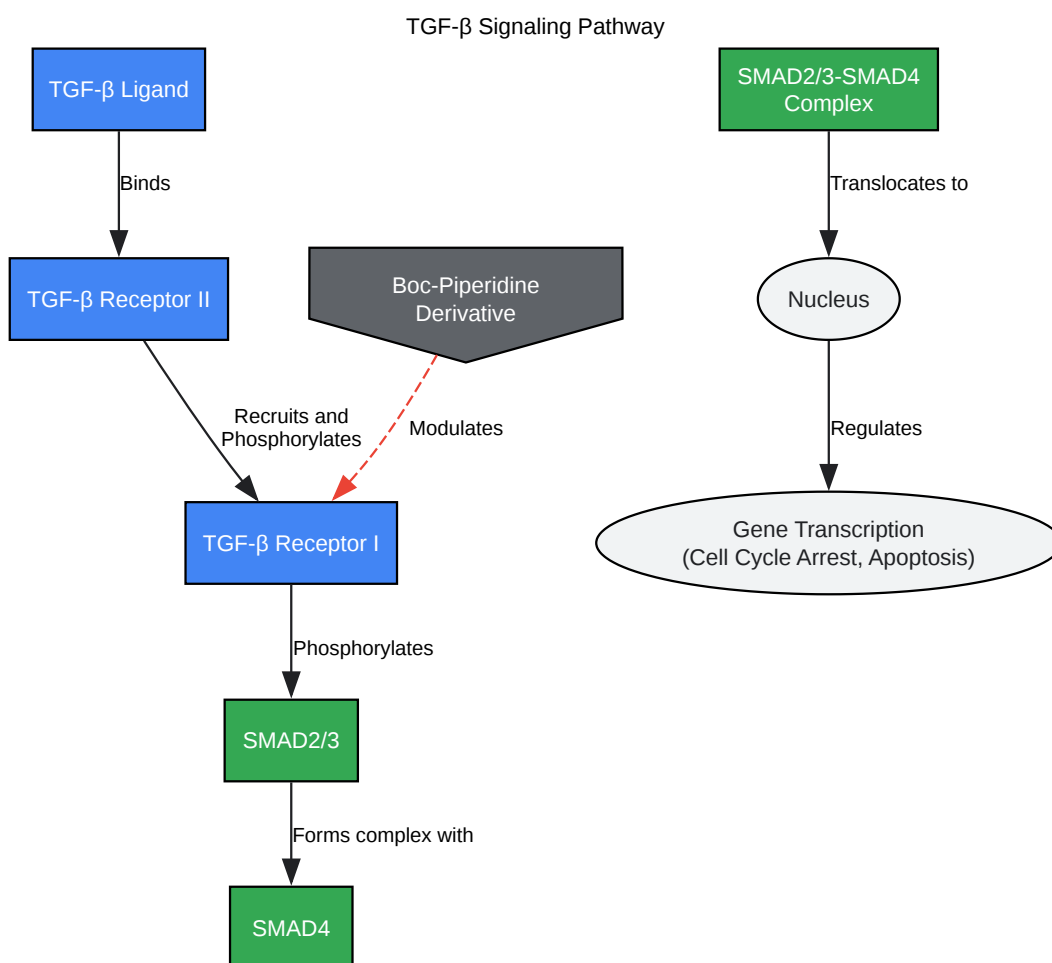 TGF-β Signaling Pathway
TGF-β Ligand
SMAD2/3-SMAD4
Complex
Binds
Translocates to
TGF-β Receptor II
Boc-Piperidine
Derivative
Nucleus
Recruits and
Phosphorylates
Modulates
Regulates
TGF-β Receptor I
Gene Transcription
(Cell Cycle Arrest, Apoptosis)
Phosphorylates
SMAD2/3
Forms complex with
SMAD4